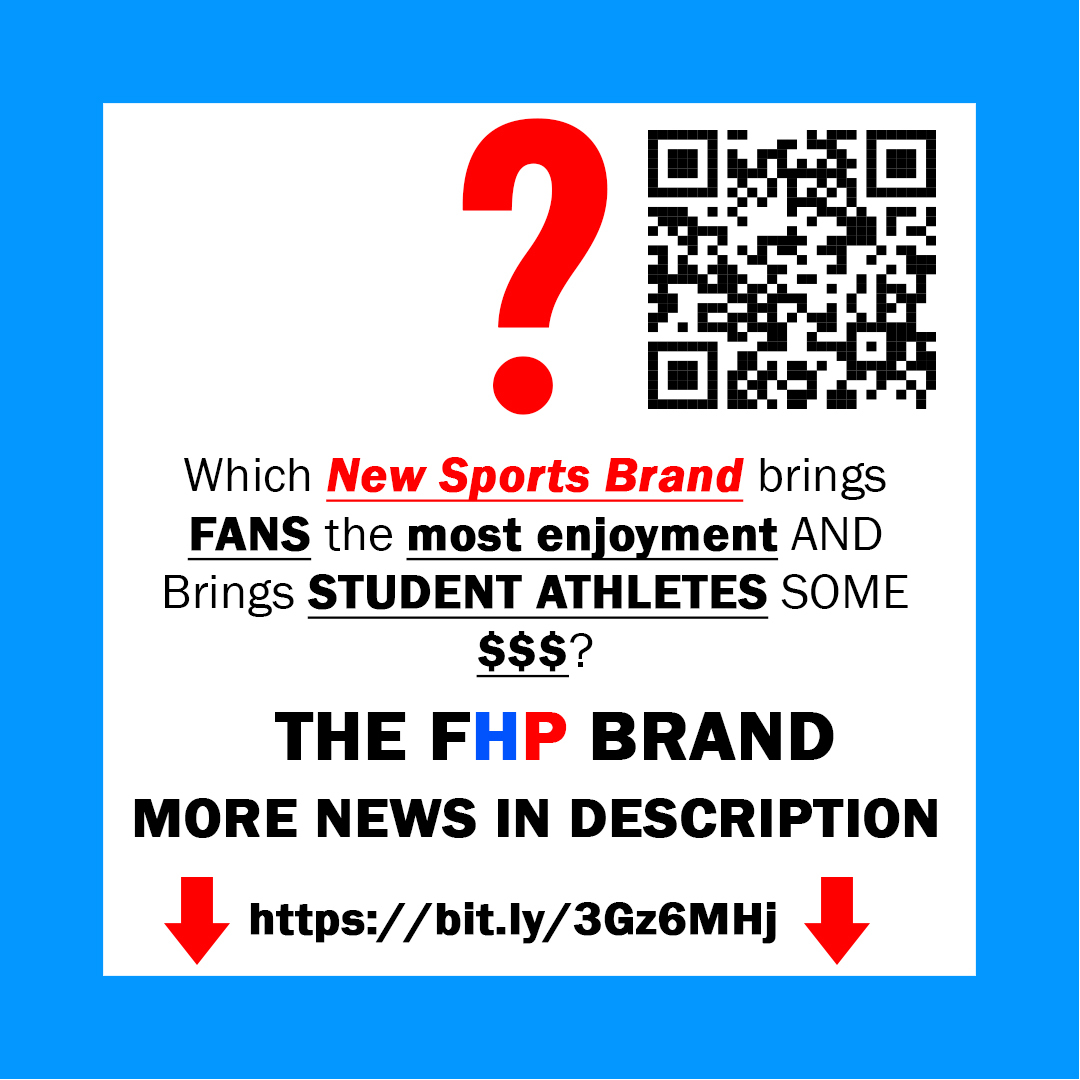 ?
Which New Sports Brand brings
FANS the most enjoyment AND
Brings STUDENT ATHLETES SOME
$$$?
THE FHP BRAND
MORE NEWS IN DESCRIPTION
https://bit.ly/3Gz6MHj